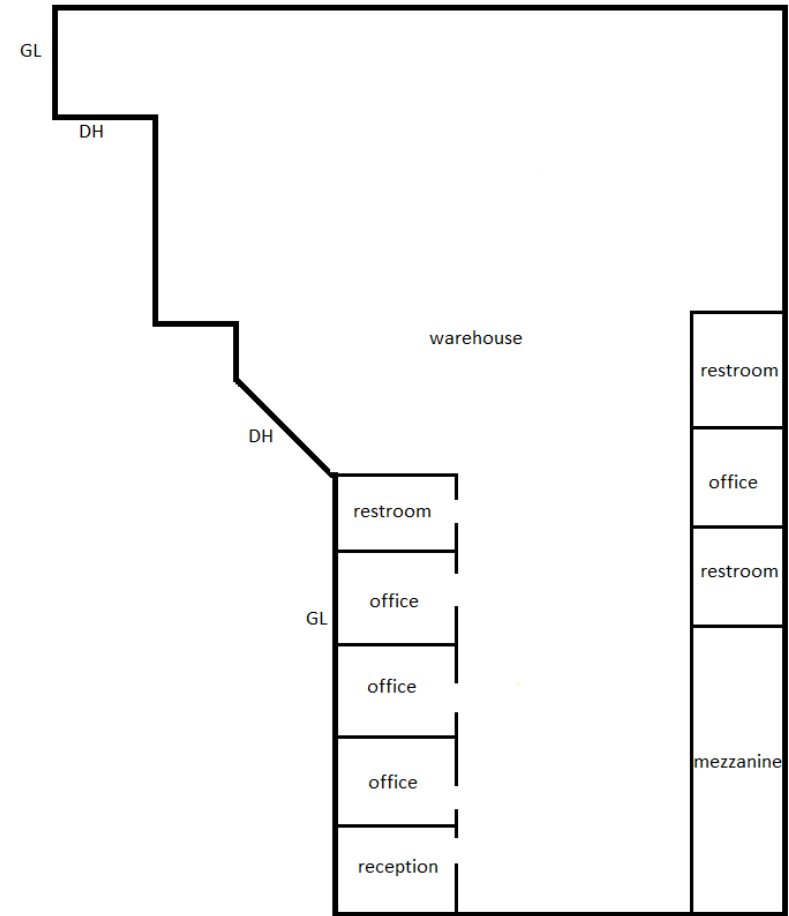 GL
DH
warehouse
restroom
DH
office
restroom
restroom
office
GL
office
mezzanine
office
reception